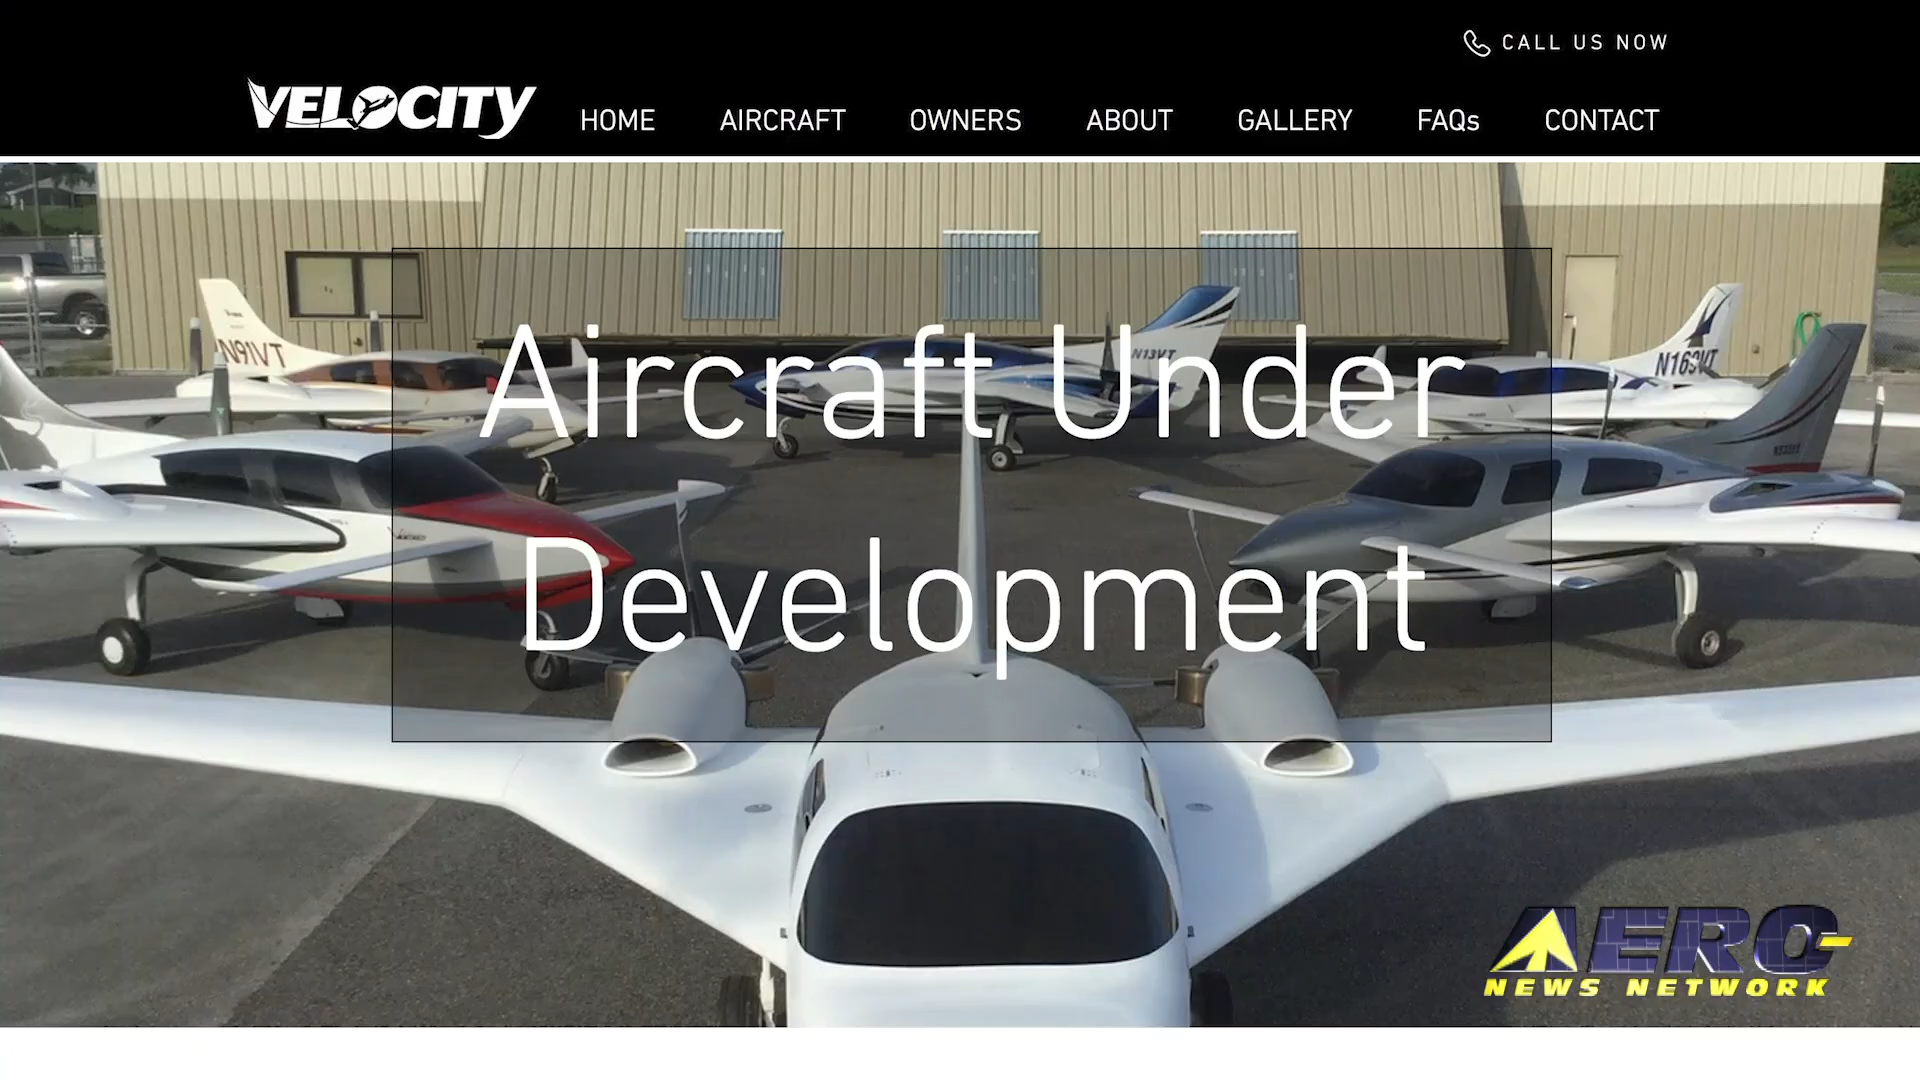 CALL US NOW
VELOCITY
HOME AIRCRAFT OWNERS ABOUT GALLERY FAQs CONTACT
N91VT
N13VT
N169VT
Aircraft Under
Development
AERO-
NEWS NETWORK